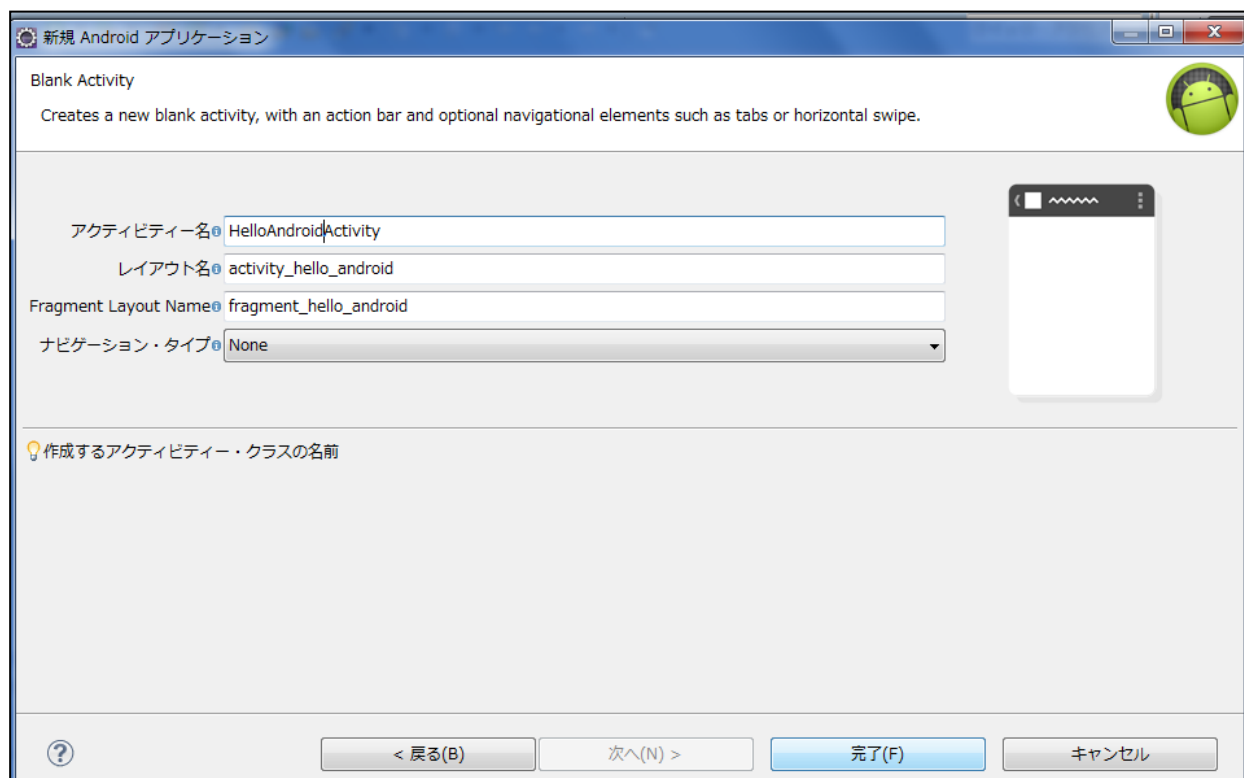 新規 Android アプリケーション
Blank Activity
Creates a new blank activity, with an action bar and optional navigational elements such as tabs or horizontal swipe.
アクティビティー名 HelloAndroidActivity
レイアウト名 activity_hello_android
Fragment Layout Name fragment_hello_android
ナビゲーション・タイプ None
作成するアクティビティー・クラスの名前
< 戻る(B) 次へ(N) > 完了(F) キャンセル